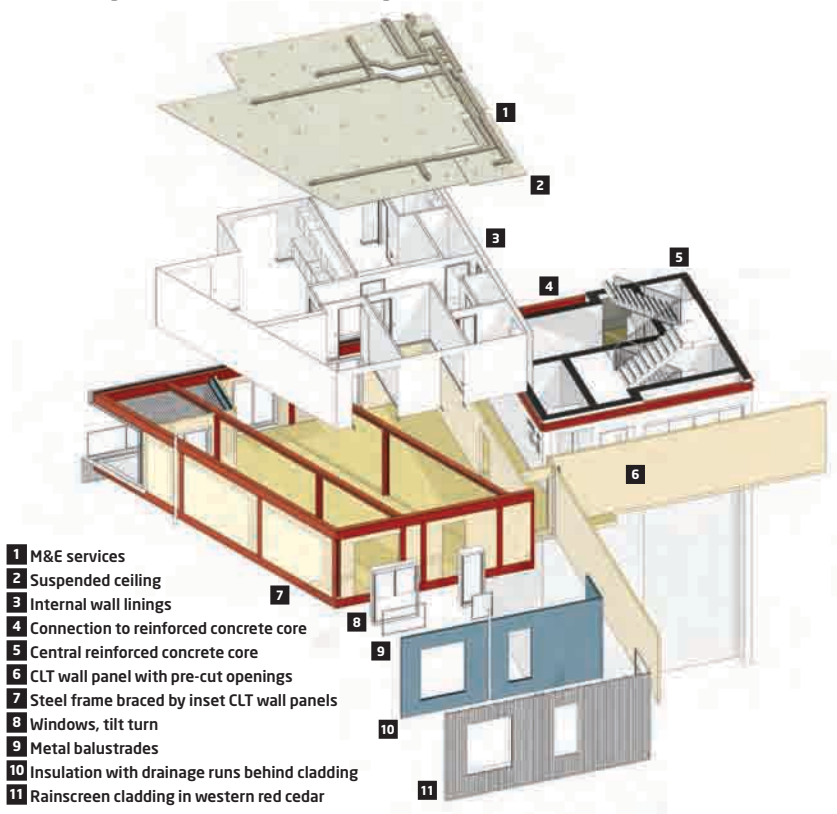 1
2
3
4
5
6
7
8
9
10
11
1 M&E services
2 Suspended ceiling
3 Internal wall linings
4 Connection to reinforced concrete core
5 Central reinforced concrete core
6 CLT wall panel with pre-cut openings
7 Steel frame braced by inset CLT wall panels
8 Windows, tilt turn
9 Metal balustrades
10 Insulation with drainage runs behind cladding
11 Rainscreen cladding in western red cedar